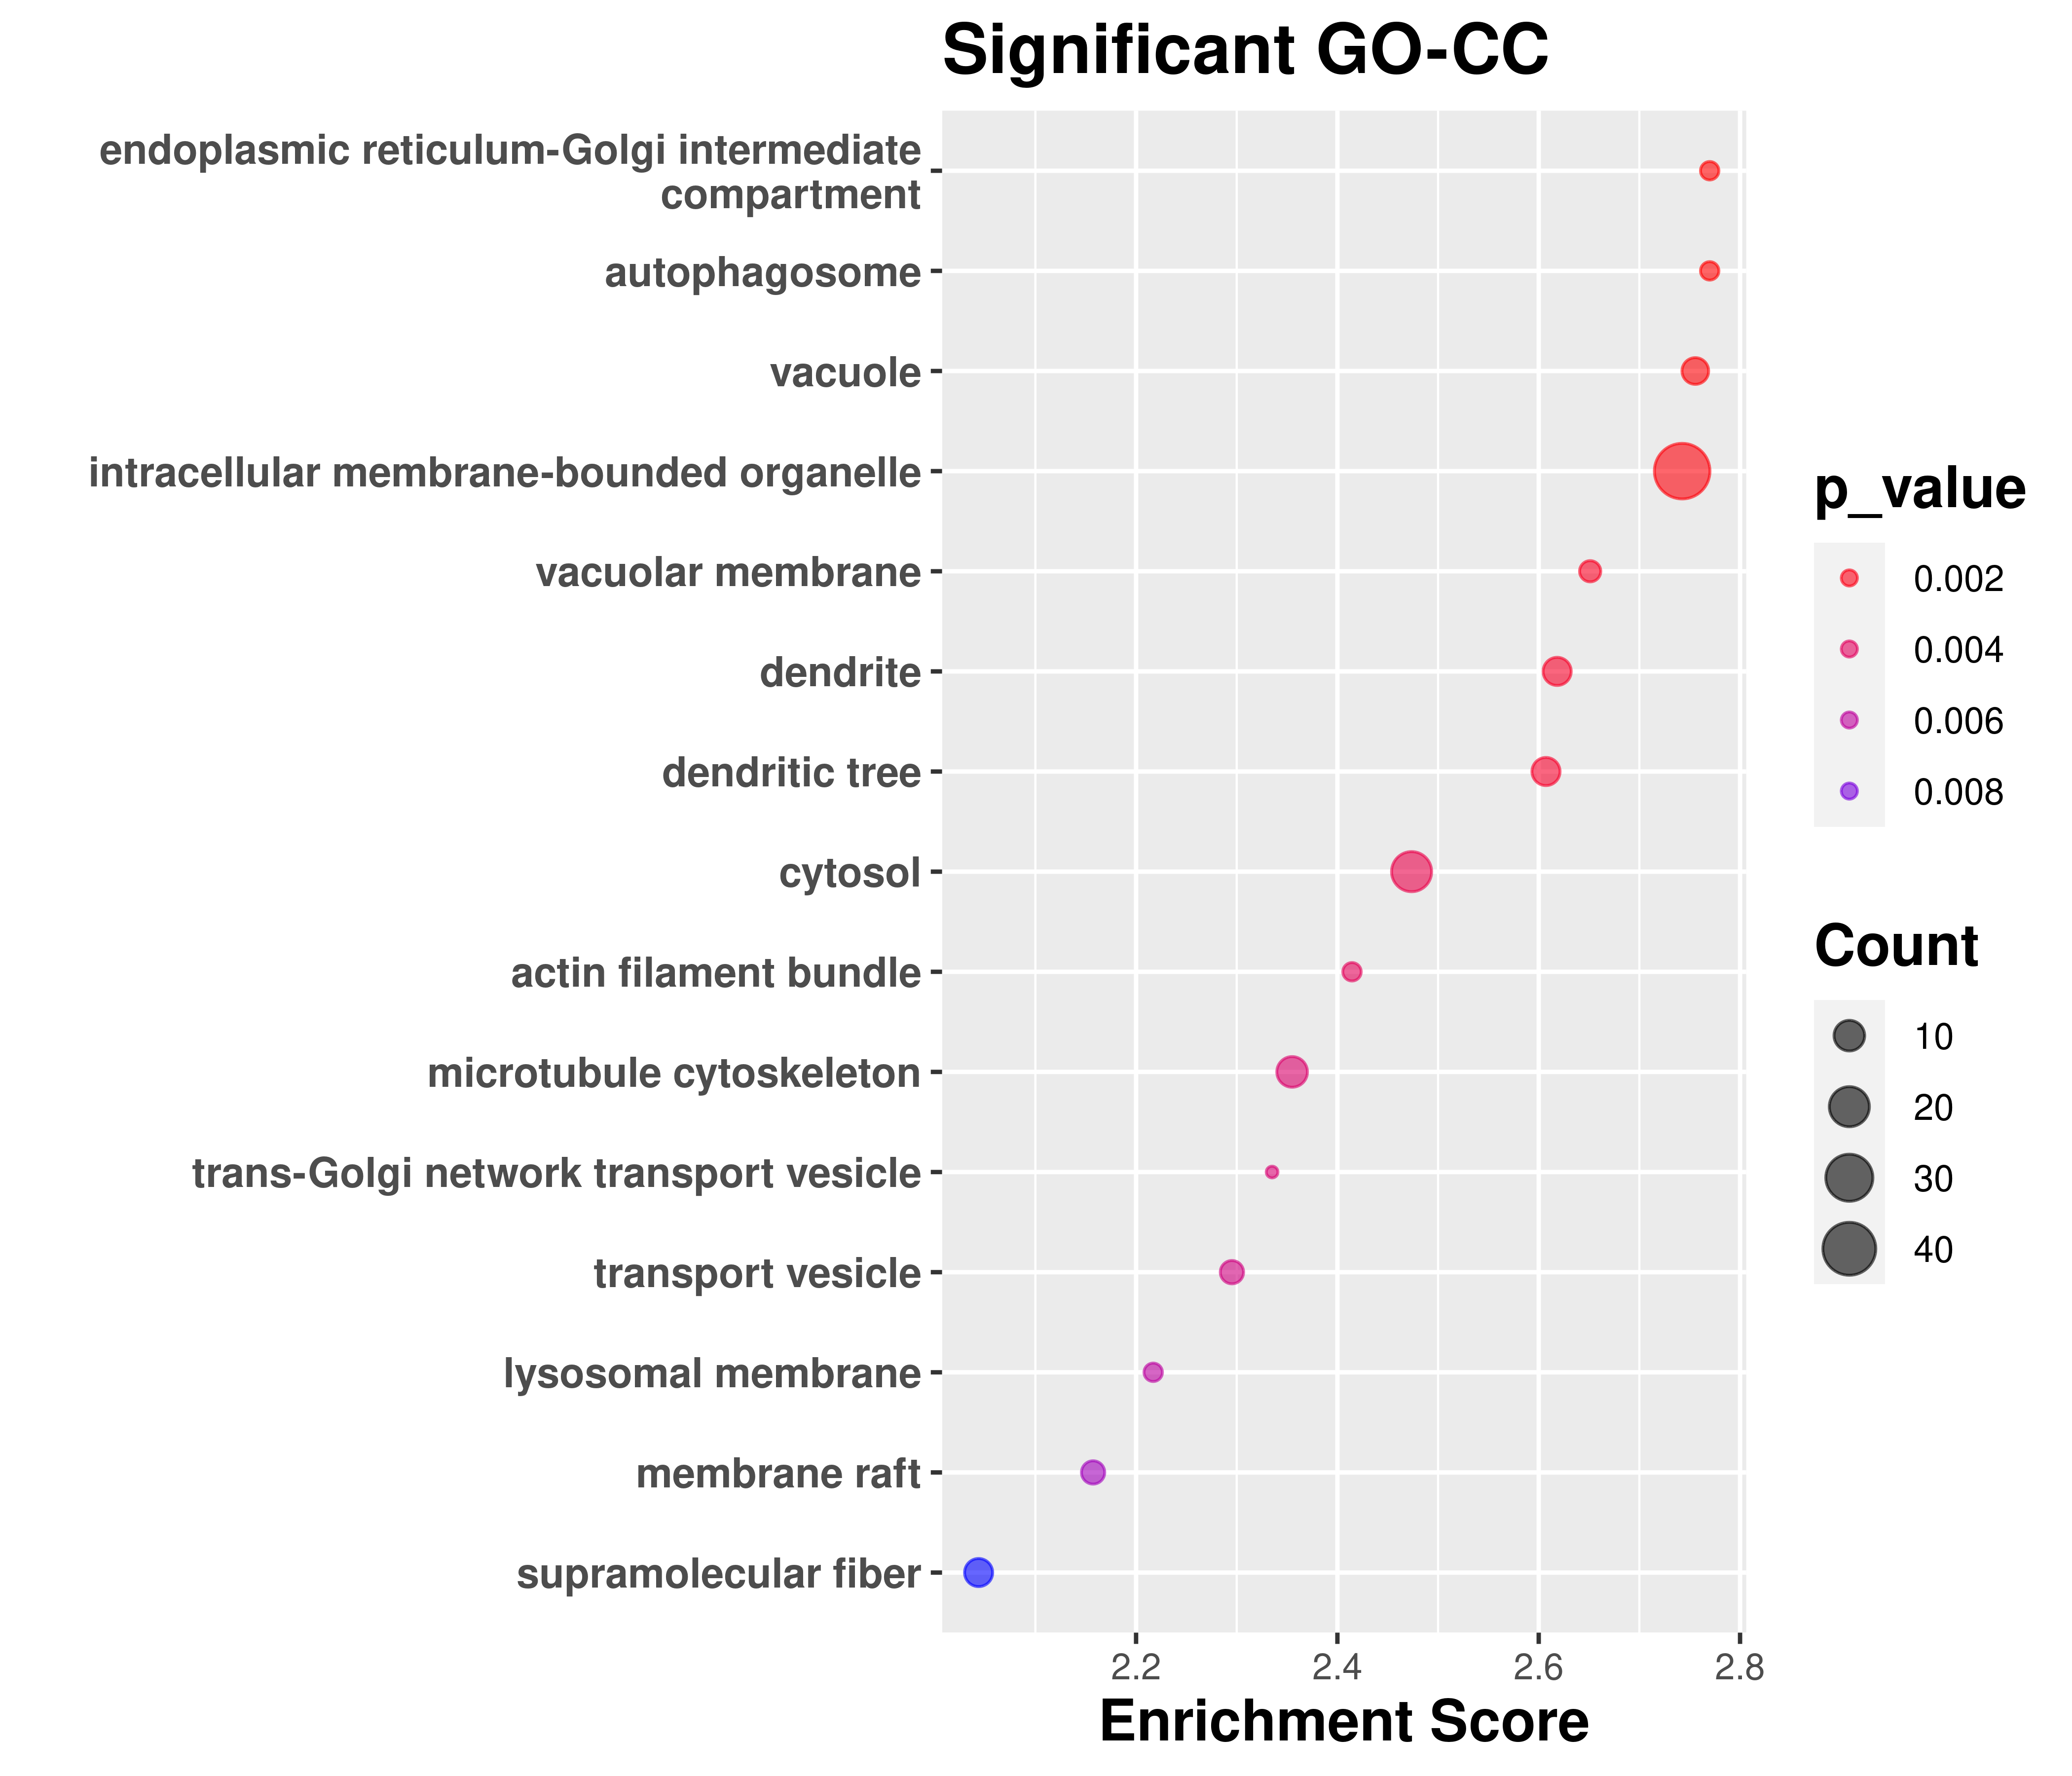 Significant GO-CC
endoplasmic reticulum-Golgi intermediate
compartment
autophagosome
vacuole
intracellular membrane-bounded organelle
vacuolar membrane
dendrite
dendritic tree
cytosol
actin filament bundle
microtubule cytoskeleton
trans-Golgi network transport vesicle
transport vesicle
lysosomal membrane
membrane raft
supramolecular fiber
2.2 2.4 2.6 2.8
Enrichment Score
p_value
0.002
0.004
0.006
0.008
Count
10
20
30
40